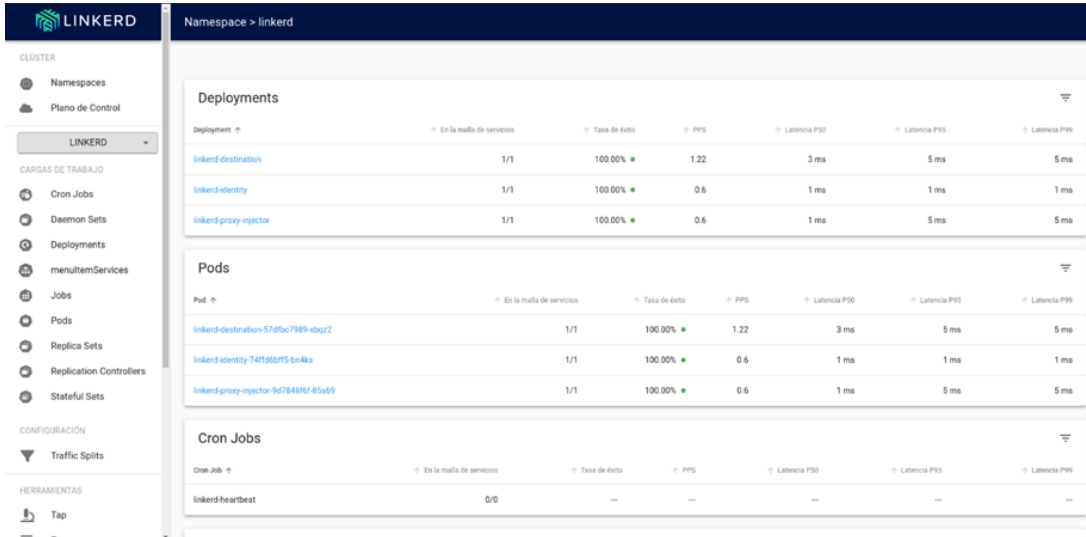 LINKERD
Namespace > linkerd
CLÚSTER
Namespaces
Plano de Control
LINKERD
CARGAS DE TRABAJO
Cron Jobs
Daemon Sets
Deployments
menuItemServices
Jobs
Pods
Replica Sets
Replication Controllers
Stateful Sets
CONFIGURACIÓN
Traffic Splits
HERRAMIENTAS
Tap
Deployments
Deployment ↑ ↑ En la malla de servicios ↑ Tasa de éxito ↑ PPS ↑ Latencia P50 ↑ Latencia P95 ↑ Latencia P99
linkerd-destination 1/1 100.00% 1.22 3 ms 5 ms 5 ms
linkerd-identity 1/1 100.00% 0.6 1 ms 1 ms 1 ms
linkerd-proxy-injector 1/1 100.00% 0.6 1 ms 5 ms 5 ms
Pods
Pod ↑ ↑ En la malla de servicios ↑ Tasa de éxito ↑ PPS ↑ Latencia P50 ↑ Latencia P95 ↑ Latencia P99
linkerd-destination-57dfbc7989-xbqz2 1/1 100.00% 1.22 3 ms 5 ms 5 ms
linkerd-identity-74ffd6bff5-bn4ks 1/1 100.00% 0.6 1 ms 1 ms 1 ms
linkerd-proxy-injector-9d7848f6f-85s69 1/1 100.00% 0.6 1 ms 5 ms 5 ms
Cron Jobs
Cron Job ↑ ↑ En la malla de servicios ↑ Tasa de éxito ↑ PPS ↑ Latencia P50 ↑ Latencia P95 ↑ Latencia P99
linkerd-heartbeat 0/0 --- --- --- --- ---